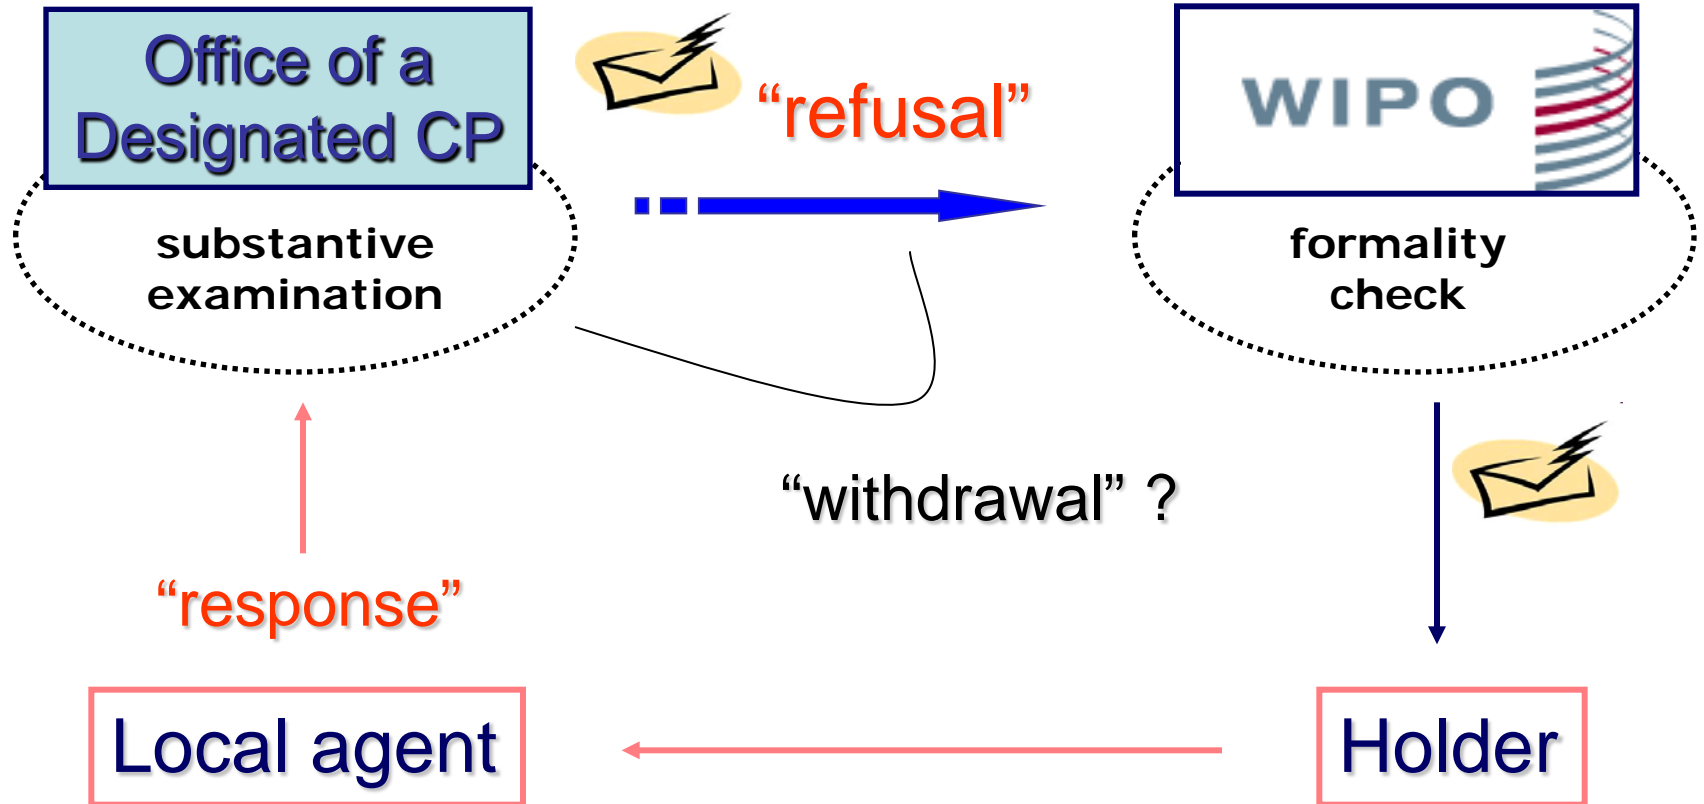 Office of a
Designated CP
“refusal”
WIPO
substantive
examination
formality
check
“withdrawal” ?
“response”
Local agent
Holder